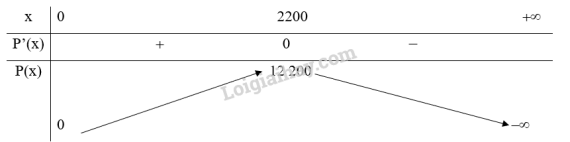 x 0 2200 +∞
P’(x) + 0 −
P(x) 12 200
0 −∞
Loigiaihay.com